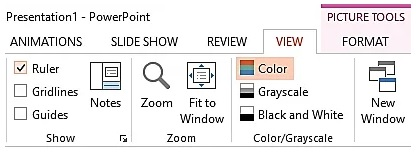 Presentation1 - PowerPoint
PICTURE TOOLS
ANIMATIONS SLIDE SHOW REVIEW VIEW FORMAT
Ruler
Gridlines
Guides
Notes
Show
Zoom
Fit to
Window
Zoom
Color
Grayscale
Black and White
Color/Grayscale
New
Window